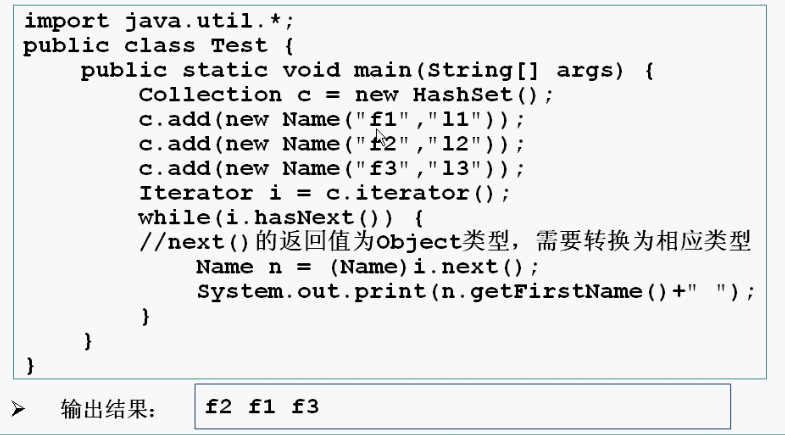 import java.util.*;
public class Test {
    public static void main(String[] args) {
        Collection c = new HashSet();
        c.add(new Name("f1","l1"));
        c.add(new Name("f2","l2"));
        c.add(new Name("f3","l3"));
        Iterator i = c.iterator();
        while(i.hasNext()) {
        //next()的返回值为Object类型，需要转换为相应类型
            Name n = (Name)i.next();
            System.out.print(n.getFirstName()+" ");
        }
    }
}
➢ 输出结果： f2 f1 f3